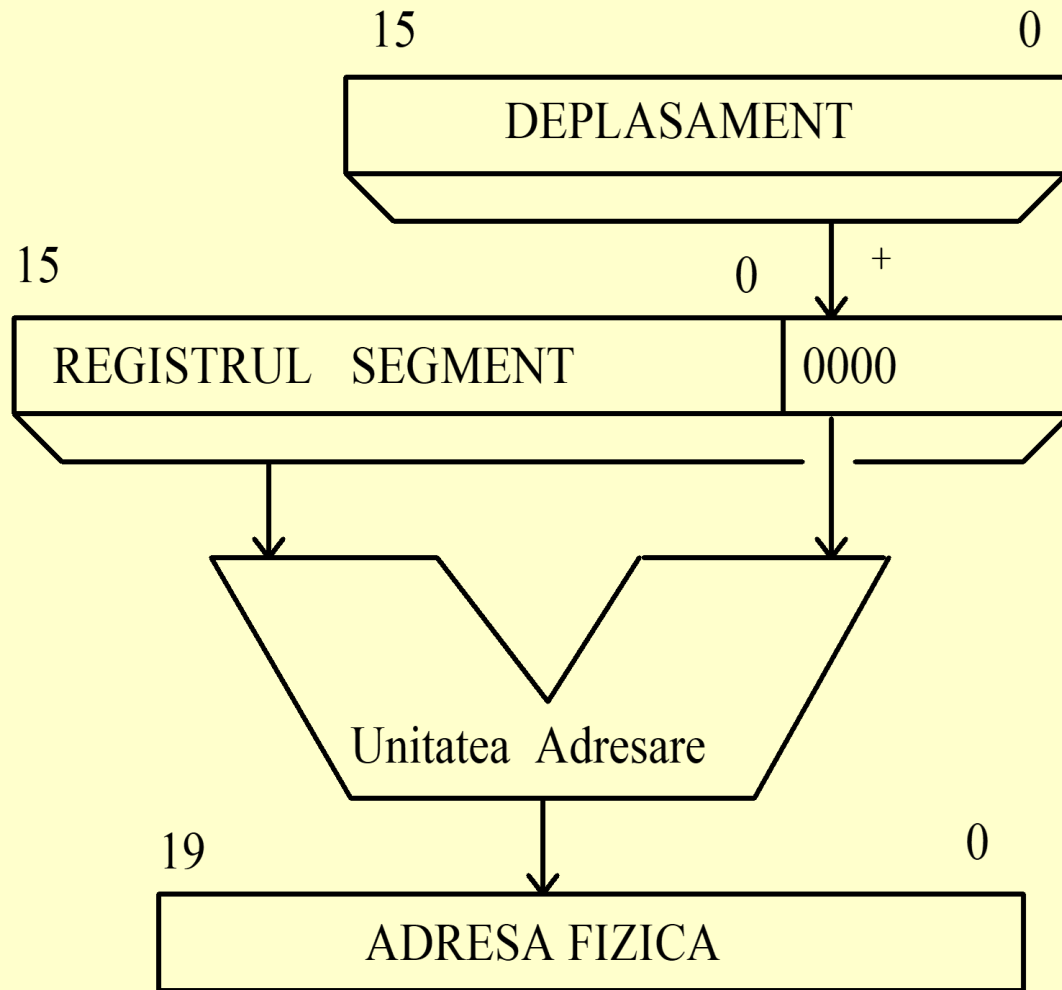 15 0
DEPLASAMENT
+
15 0
REGISTRUL SEGMENT 0000
Unitatea Adresare
19 0
ADRESA FIZICA